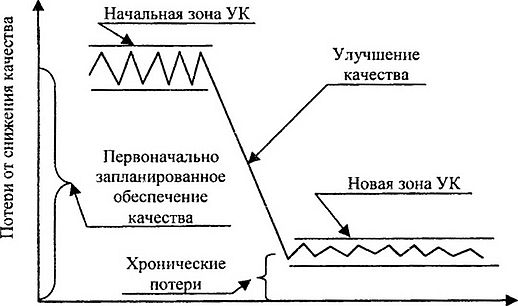 Начальная зона УК
Улучшение
качества
Потери от снижения качества
Первоначально
запланированное
обеспечение
качества
Новая зона УК
Хронические
потери